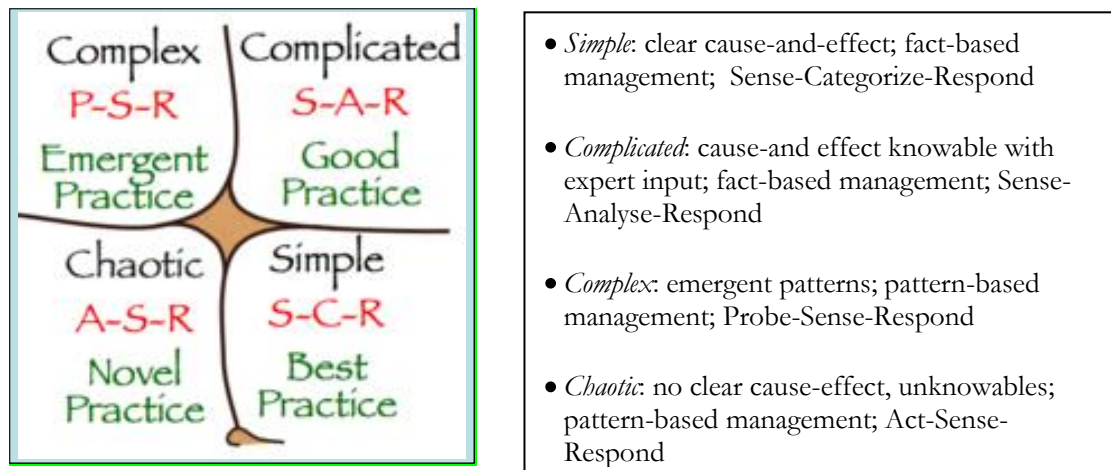 Complex
P-S-R
Emergent
Practice
Complicated
S-A-R
Good
Practice
Chaotic
A-S-R
Novel
Practice
Simple
S-C-R
Best
Practice
• Simple: clear cause-and-effect; fact-based
management; Sense-Categorize-Respond
• Complicated: cause-and effect knowable with
expert input; fact-based management; Sense-
Analyse-Respond
• Complex: emergent patterns; pattern-based
management; Probe-Sense-Respond
• Chaotic: no clear cause-effect, unknowables;
pattern-based management; Act-Sense-
Respond